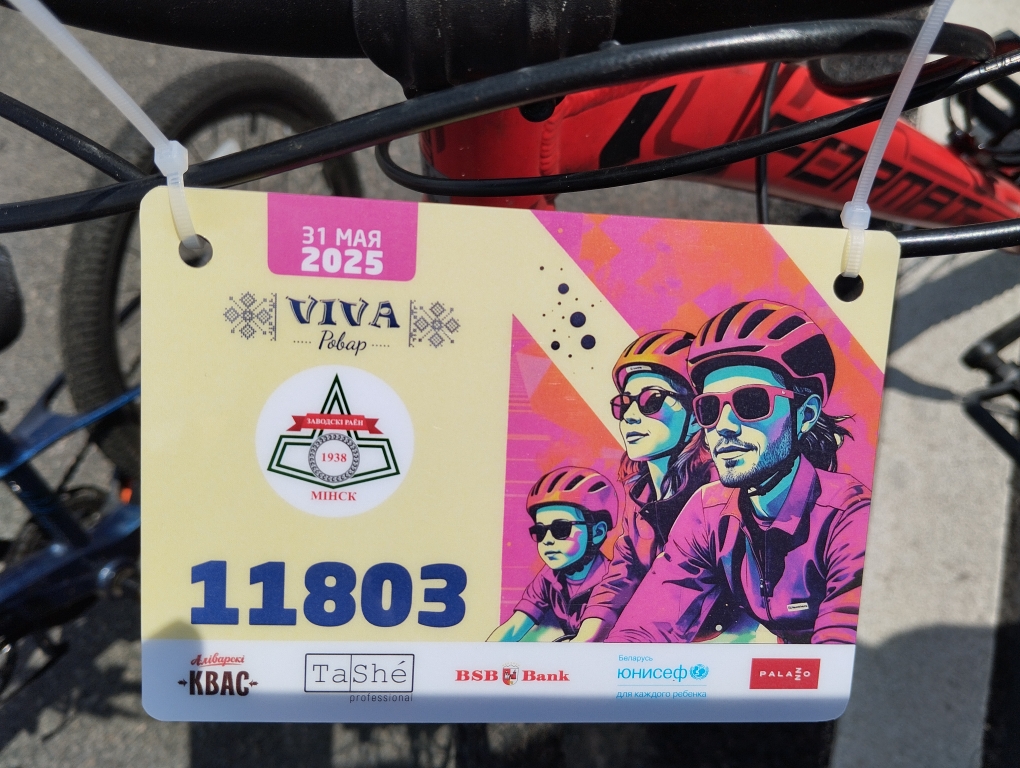 31 МАЯ
2025
VIVA
Ровар
ЗАВОДСКІ РАЁН
1938
МІНСК
11803
Аліварскі
КВАС
TaShé
professional
BSB Bank
Беларусь
юнисеф
для каждого ребенка
PALAZZO
FORMAT